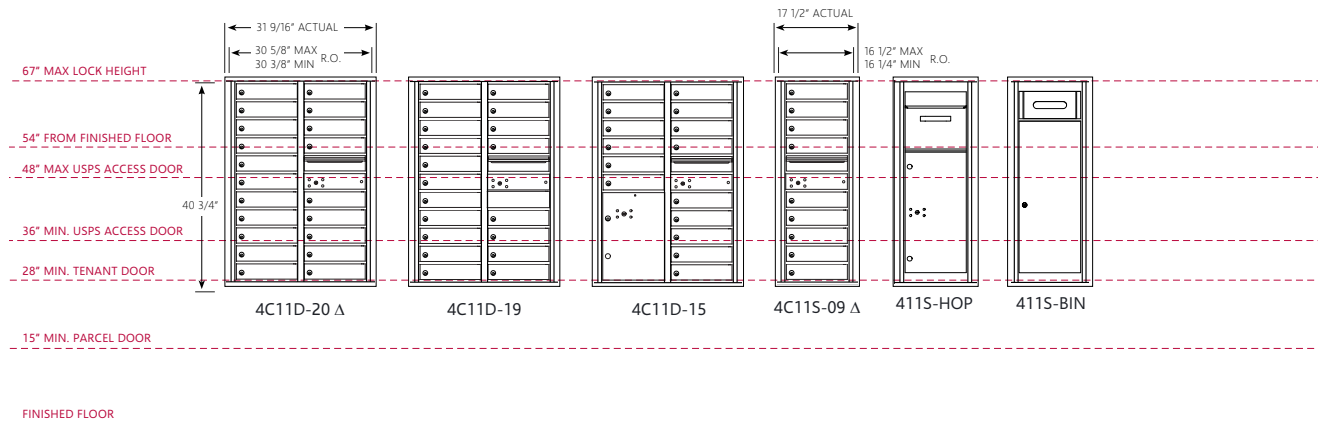 31 9/16" ACTUAL
30 5/8" MAX
30 3/8" MIN
R.O.
17 1/2" ACTUAL
16 1/2" MAX
16 1/4" MIN
R.O.
67" MAX LOCK HEIGHT
54" FROM FINISHED FLOOR
48" MAX USPS ACCESS DOOR
40 3/4"
36" MIN. USPS ACCESS DOOR
28" MIN. TENANT DOOR
4C11D-20 Δ
4C11D-19
4C11D-15
4C11S-09 Δ
411S-HOP
411S-BIN
15" MIN. PARCEL DOOR
FINISHED FLOOR